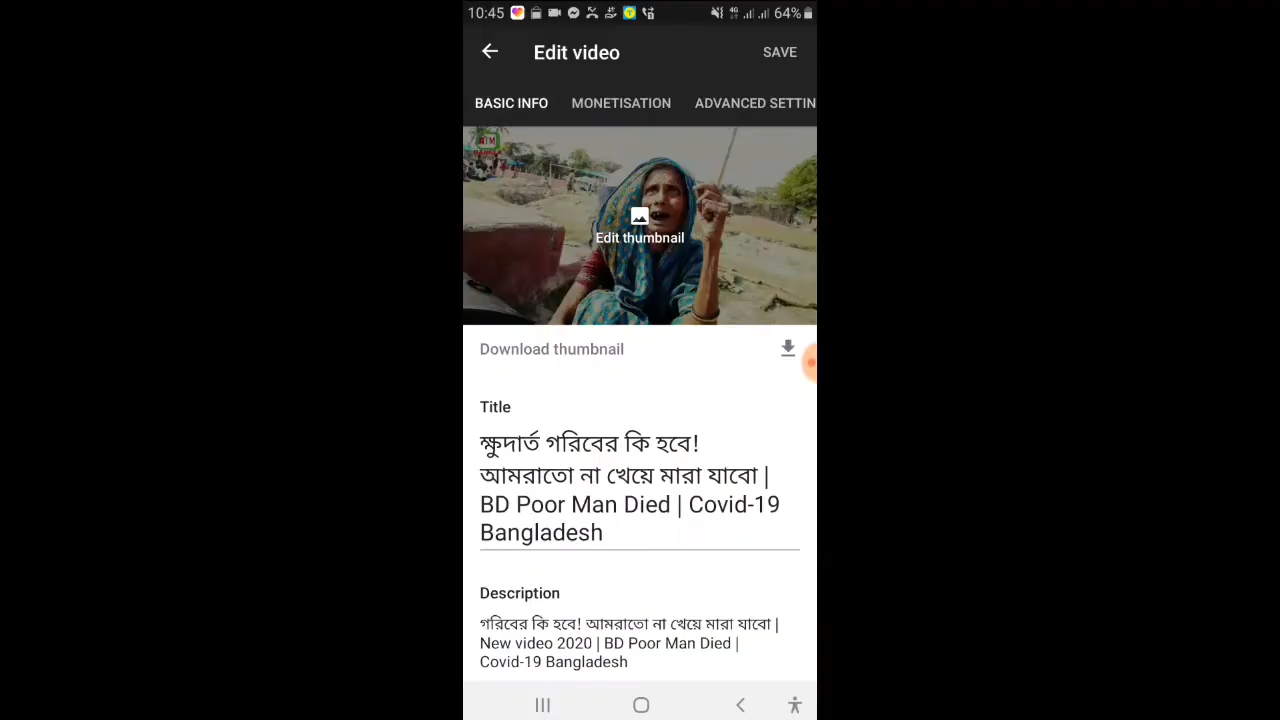 10:45 64%
Edit video SAVE
BASIC INFO MONETISATION ADVANCED SETTIN
Edit thumbnail
Download thumbnail
Title
ক্ষুদার্ত গরিবের কি হবে!
আমরাতো না খেয়ে মারা যাবো |
BD Poor Man Died | Covid-19
Bangladesh
Description
গরিবের কি হবে! আমরাতো না খেয়ে মারা যাবো |
New video 2020 | BD Poor Man Died |
Covid-19 Bangladesh